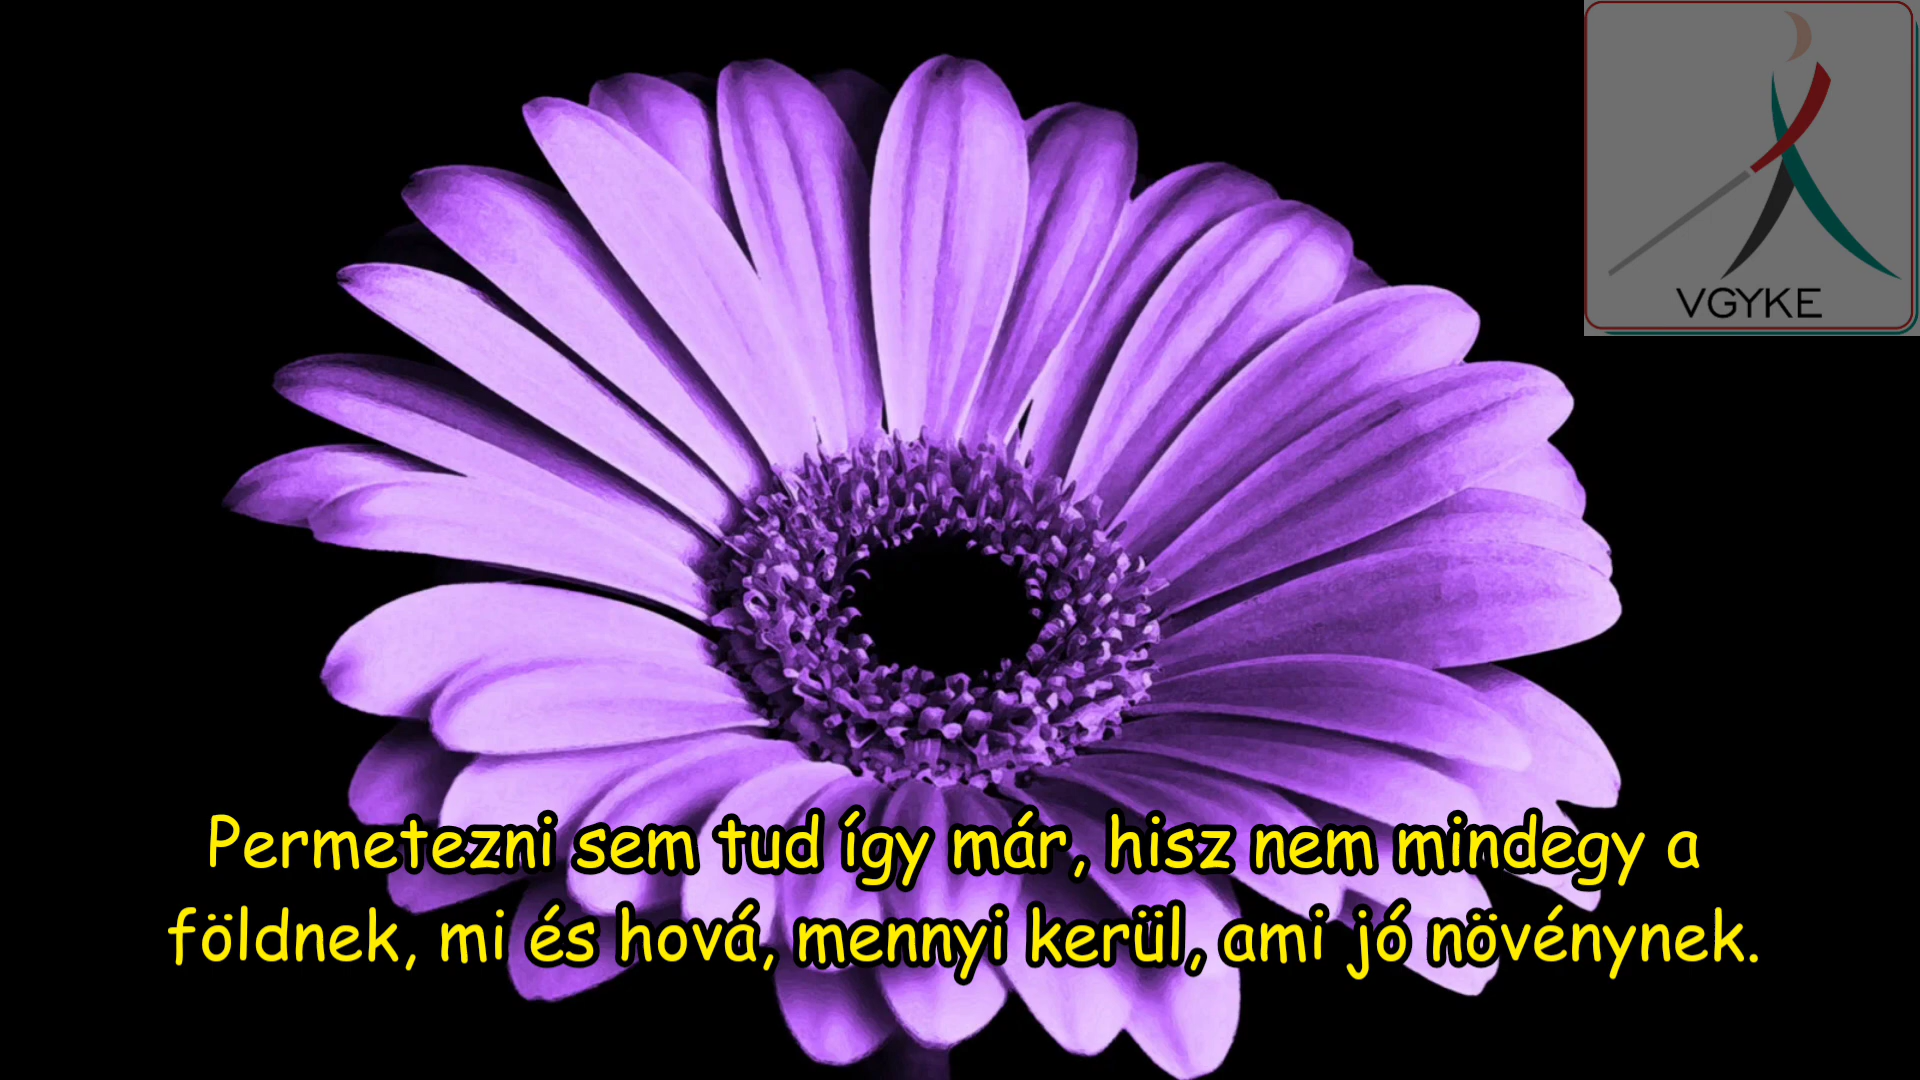 VGYKE
Permetezni sem tud így már, hisz nem mindegy a
földnek, mi és hová, mennyi kerül, ami jó növénynek.